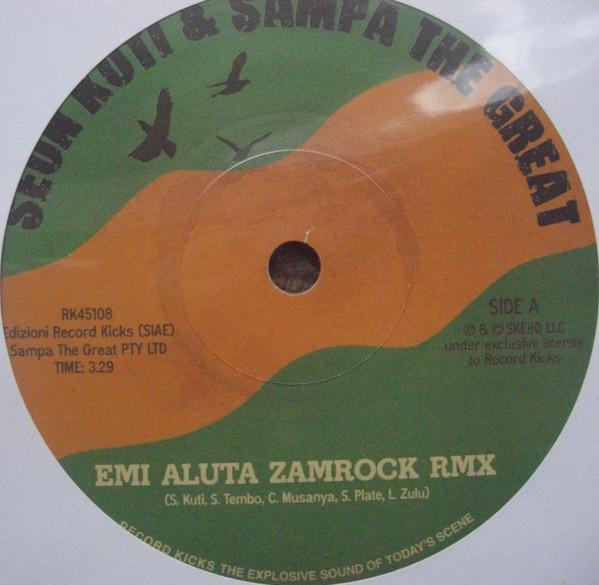 SEUN KUTI & SAMPA THE GREAT
RK45108
Edizioni Record Kicks (SIAE)
Sampa The Great PTY LTD
TIME: 3.29
SIDE A
℗ & © SKE80 LLC
under exclusive license
to Record Kicks
EMI ALUTA ZAMROCK RMX
(S. Kuti, S. Tembo, C. Musanya, S. Plate, L. Zulu)
RECORD KICKS THE EXPLOSIVE SOUND OF TODAY'S SCENE